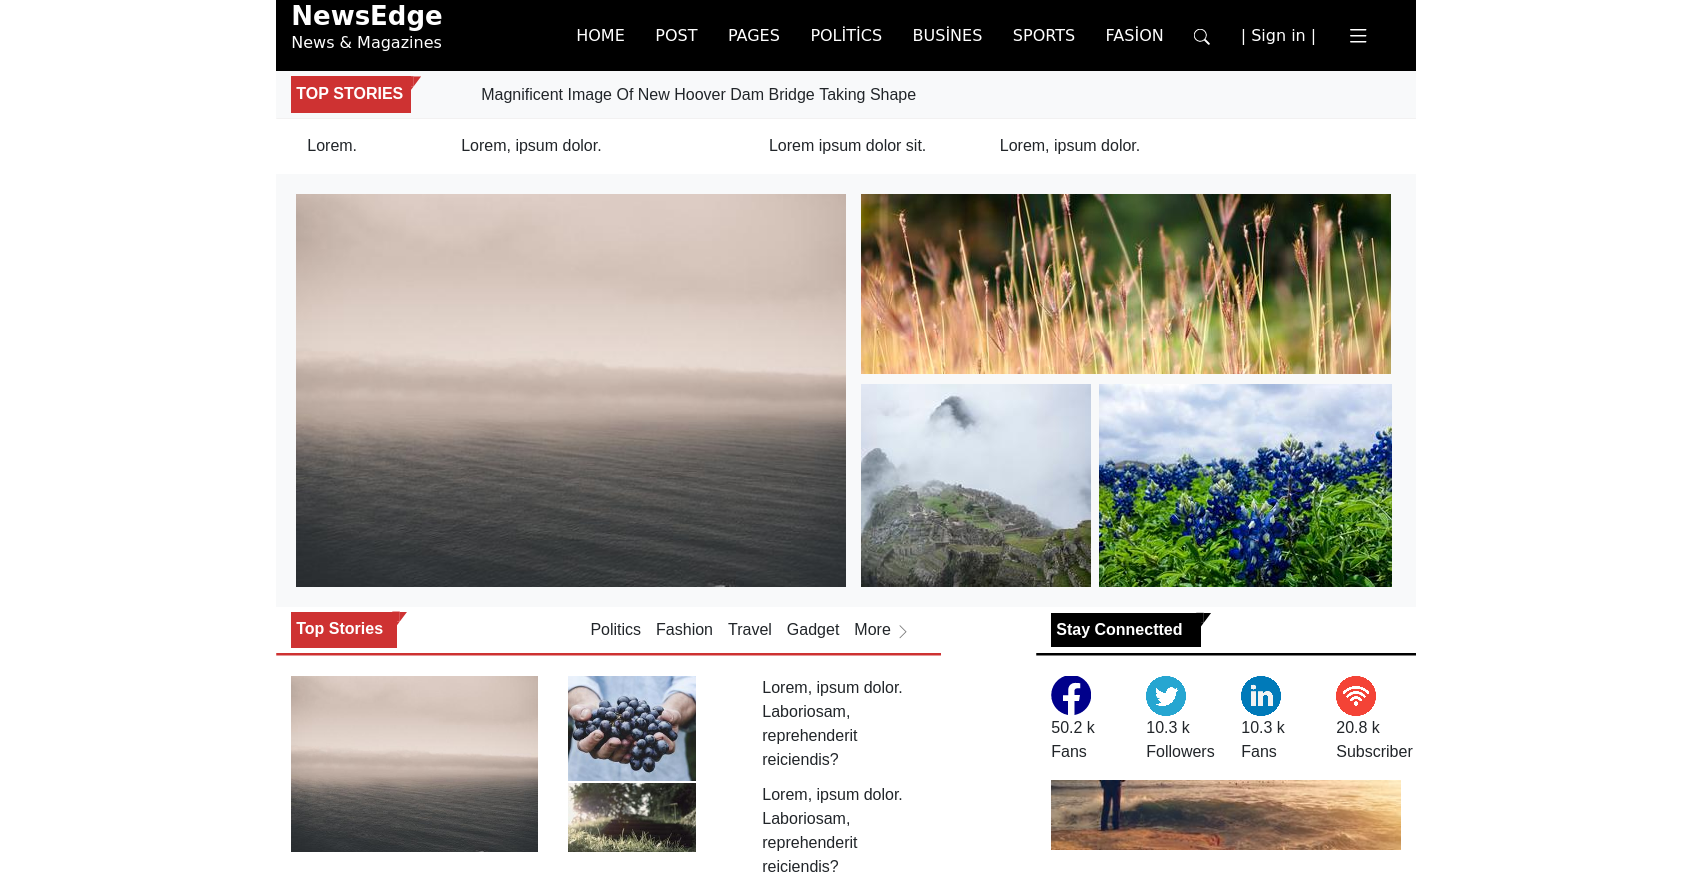 NewsEdge
News & Magazines
HOME POST PAGES POLİTİCS BUSİNES SPORTS FASİON | Sign in |
TOP STORIES
Magnificent Image Of New Hoover Dam Bridge Taking Shape
Lorem. Lorem, ipsum dolor. Lorem ipsum dolor sit. Lorem, ipsum dolor.
Top Stories
Politics Fashion Travel Gadget More
Lorem, ipsum dolor.
Laboriosam,
reprehenderit
reiciendis?
Lorem, ipsum dolor.
Laboriosam,
reprehenderit
reiciendis?
Stay Connectted
50.2 k
Fans
10.3 k
Followers
10.3 k
Fans
20.8 k
Subscriber